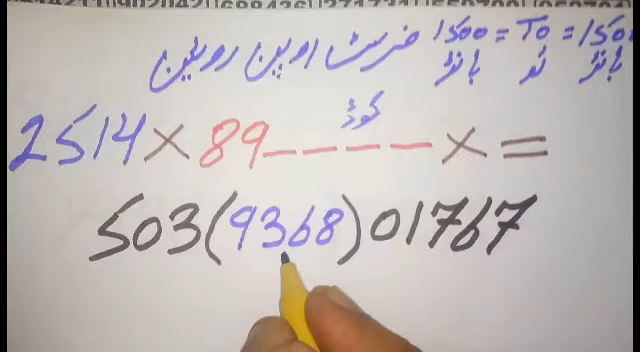 فرسٹ اوپن روٹین 1500 = To = 1500
بانڈ ٹو بانڈ
کوڈ
2514 × 89 _ _ _ _ × =
503(9368)01767